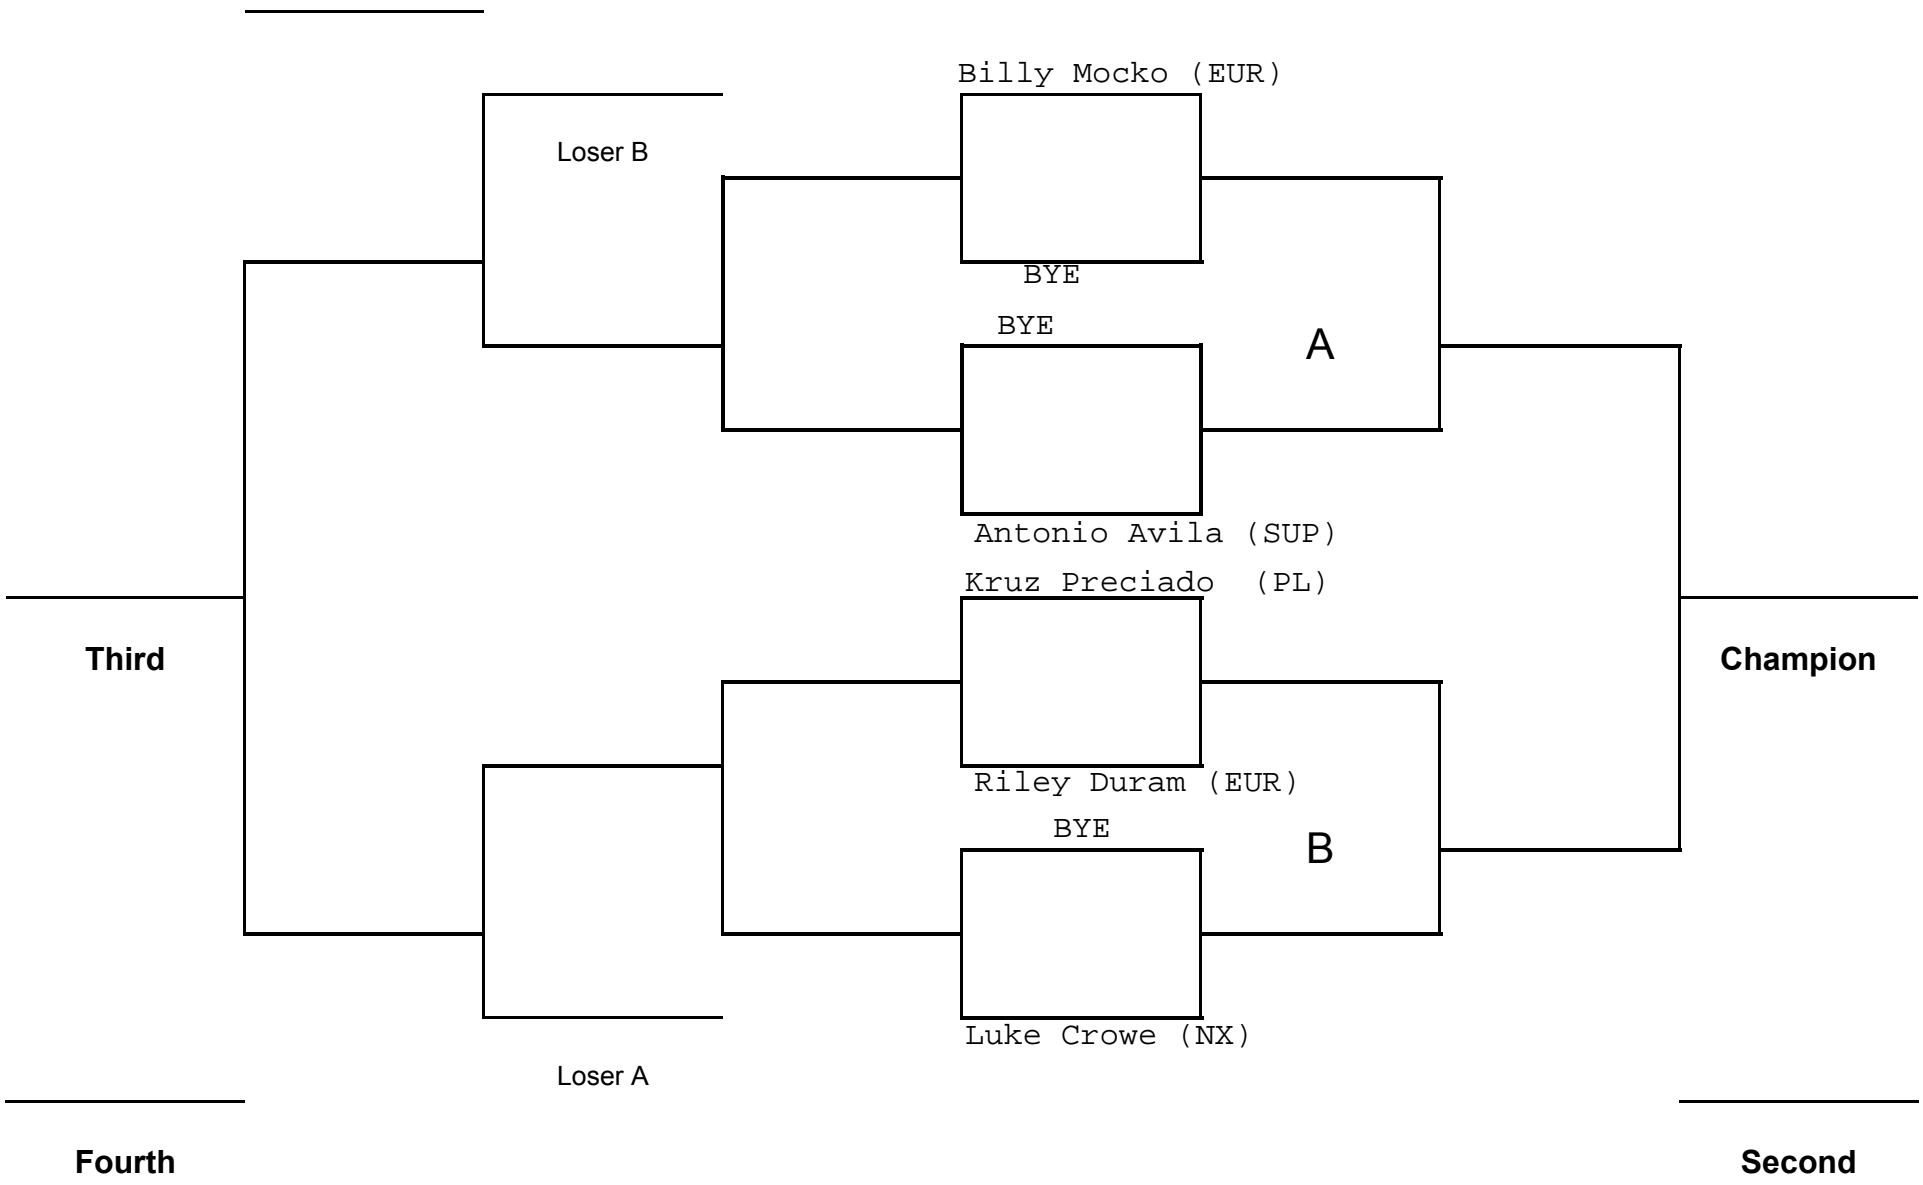 Billy Mocko (EUR)
Loser B
BYE
BYE
A
Antonio Avila (SUP)
Kruz Preciado (PL)
Third
Champion
Riley Duram (EUR)
BYE
B
Luke Crowe (NX)
Loser A
Fourth
Second